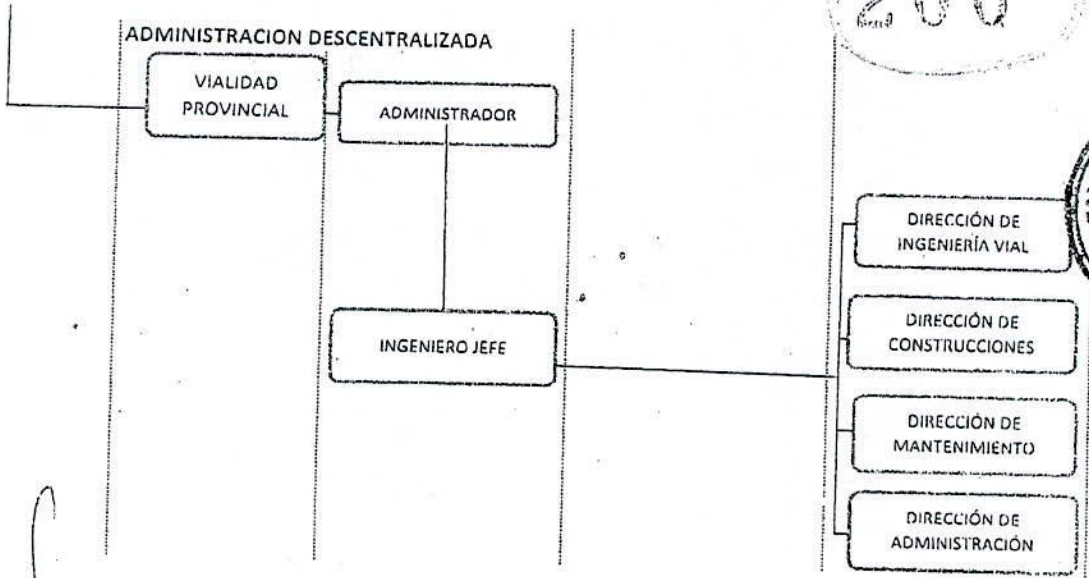 200
ADMINISTRACION DESCENTRALIZADA
VIALIDAD
PROVINCIAL
ADMINISTRADOR
DIRECCIÓN DE
INGENIERÍA VIAL
INGENIERO JEFE
DIRECCIÓN DE
CONSTRUCCIONES
DIRECCIÓN DE
MANTENIMIENTO
DIRECCIÓN DE
ADMINISTRACIÓN